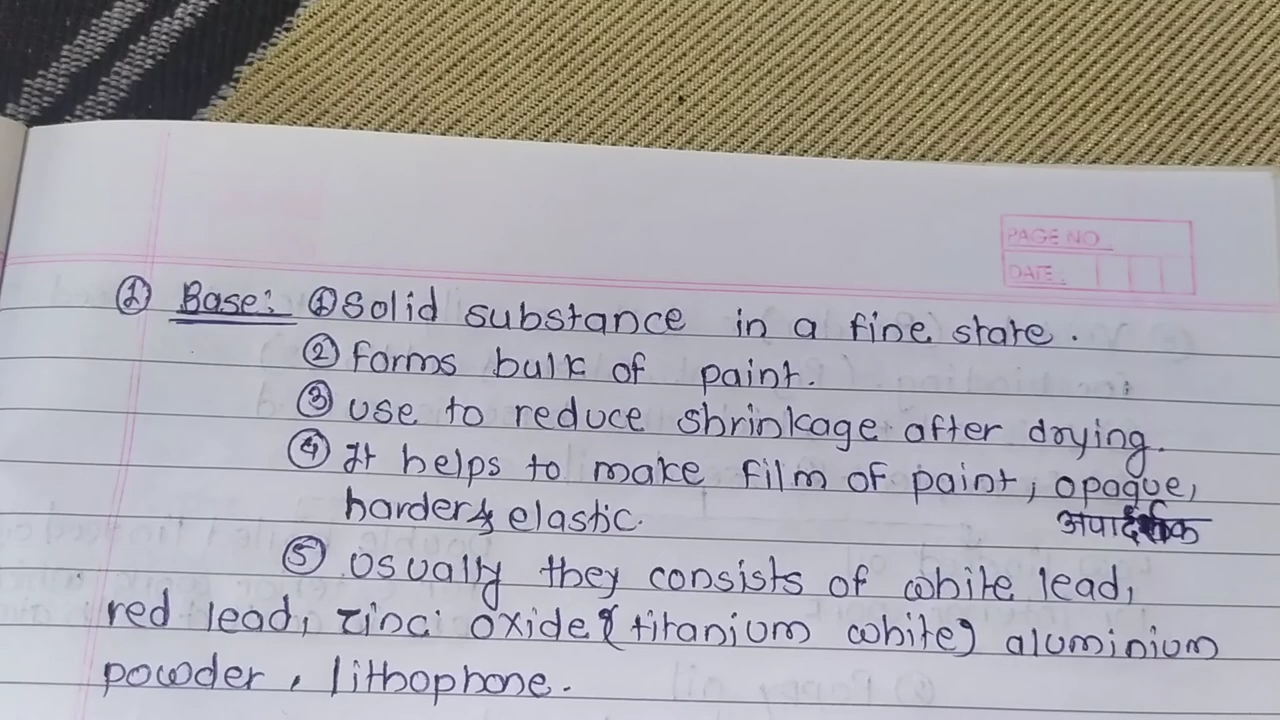 PAGE NO
DATE
① Base: ① Solid substance in a fine state.
② forms bulk of paint.
③ use to reduce shrinkage after drying.
④ It helps to make film of paint, opaque,
harder & elastic.
⑤ Usually they consists of white lead,
red lead, zinc oxide { titanium white} aluminium
powder, lithophone.